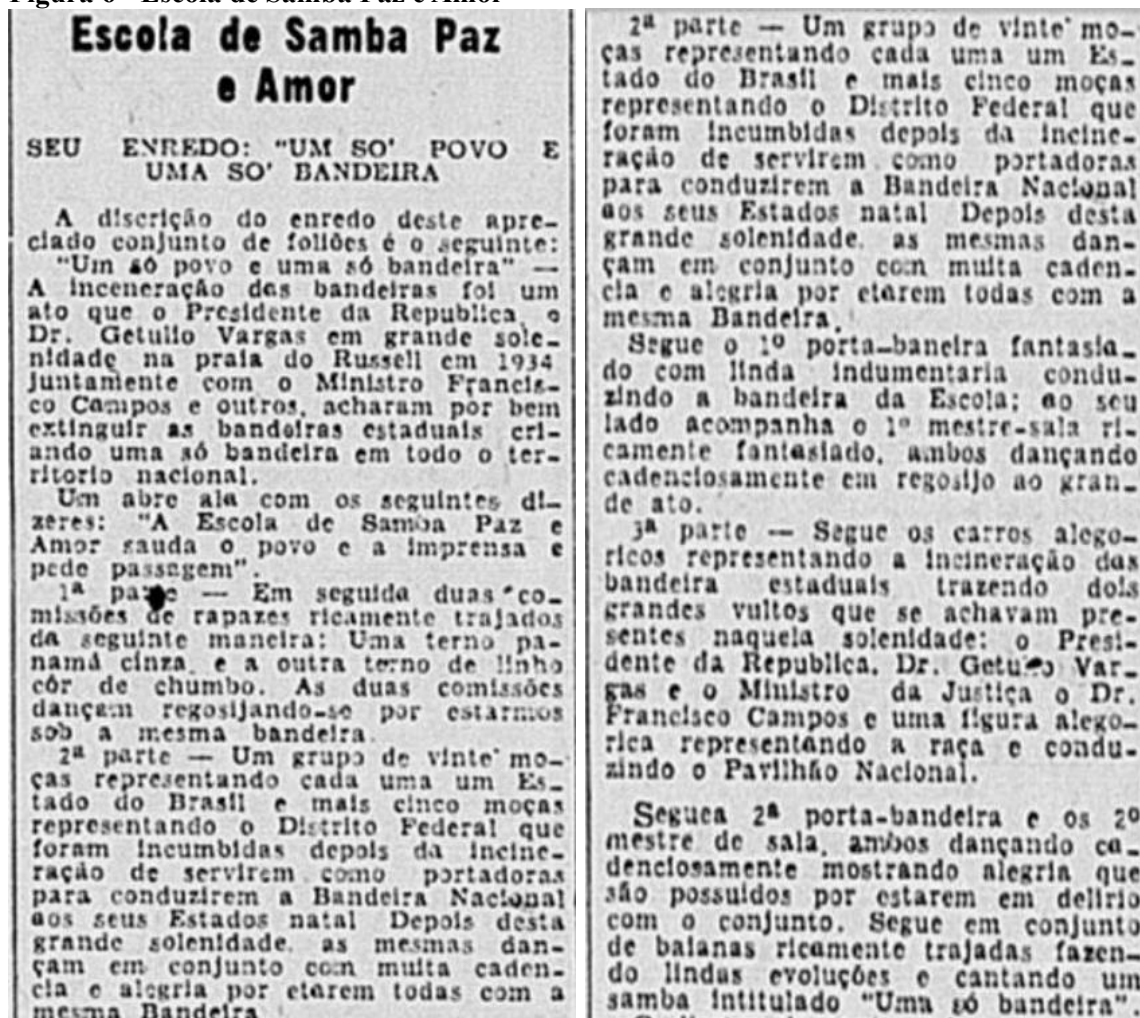 Escola de Samba Paz
e Amor
SEU ENREDO: "UM SO' POVO E
UMA SO' BANDEIRA
A discrição do enredo deste apre-
ciado conjunto de foliões é o seguinte:
"Um só povo e uma só bandeira" —
A inceneração das bandeiras foi um
ato que o Presidente da Republica, o
Dr. Getulio Vargas em grande sole-
nidade na praia do Russell em 1934
juntamente com o Ministro Francis-
co Campos e outros, acharam por bem
extinguir as bandeiras estaduais cri-
ando uma só bandeira em todo o ter-
ritorio nacional.
Um abre ala com os seguintes di-
zeres: "A Escola de Samba Paz e
Amor sauda o povo e a imprensa e
pede passagem".
1ª parte — Em seguida duas co-
missões de rapazes ricamente trajados
da seguinte maneira: Uma terno pa-
namá cinza, e a outra terno de linho
côr de chumbo. As duas comissões
dançam regosijando-se por estarmos
sob a mesma bandeira.
2ª parte — Um grupo de vinte mo-
ças representando cada uma um Es-
tado do Brasil e mais cinco moças
representando o Distrito Federal que
foram incumbidas depois da incine-
ração de servirem como portadoras
para conduzirem a Bandeira Nacional
aos seus Estados natal Depois desta
grande solenidade, as mesmas dan-
çam em conjunto com muita caden-
cia e alegria por etarem todas com a
mesma Bandeira
2ª parte — Um grupo de vinte mo-
ças representando cada uma um Es-
tado do Brasil e mais cinco moças
representando o Distrito Federal que
foram incumbidas depois da incine-
ração de servirem como portadoras
para conduzirem a Bandeira Nacional
aos seus Estados natal Depois desta
grande solenidade, as mesmas dan-
çam em conjunto com muita caden-
cia e alegria por etarem todas com a
mesma Bandeira.
Segue o 1º porta-baneira fantasia-
do com linda indumentaria condu-
zindo a bandeira da Escola; ao seu
lado acompanha o 1º mestre-sala ri-
camente fantasiado, ambos dançando
cadenciosamente em regosijo ao gran-
de ato.
3ª parte — Segue os carros alego-
ricos representando a incineração das
bandeira estaduais trazendo dois
grandes vultos que se achavam pre-
sentes naquela solenidade: o Presi-
dente da Republica, Dr. Getulio Var-
gas e o Ministro da Justiça o Dr.
Francisco Campos e uma figura alego-
rica representando a raça e condu-
zindo o Pavilhão Nacional.
Seguea 2ª porta-bandeira e os 2º
mestre de sala, ambos dançando ca-
denciosamente mostrando alegria que
são possuidos por estarem em delirio
com o conjunto. Segue em conjunto
de baianas ricamente trajadas fazen-
do lindas evoluções e cantando um
samba intitulado "Uma só bandeira".